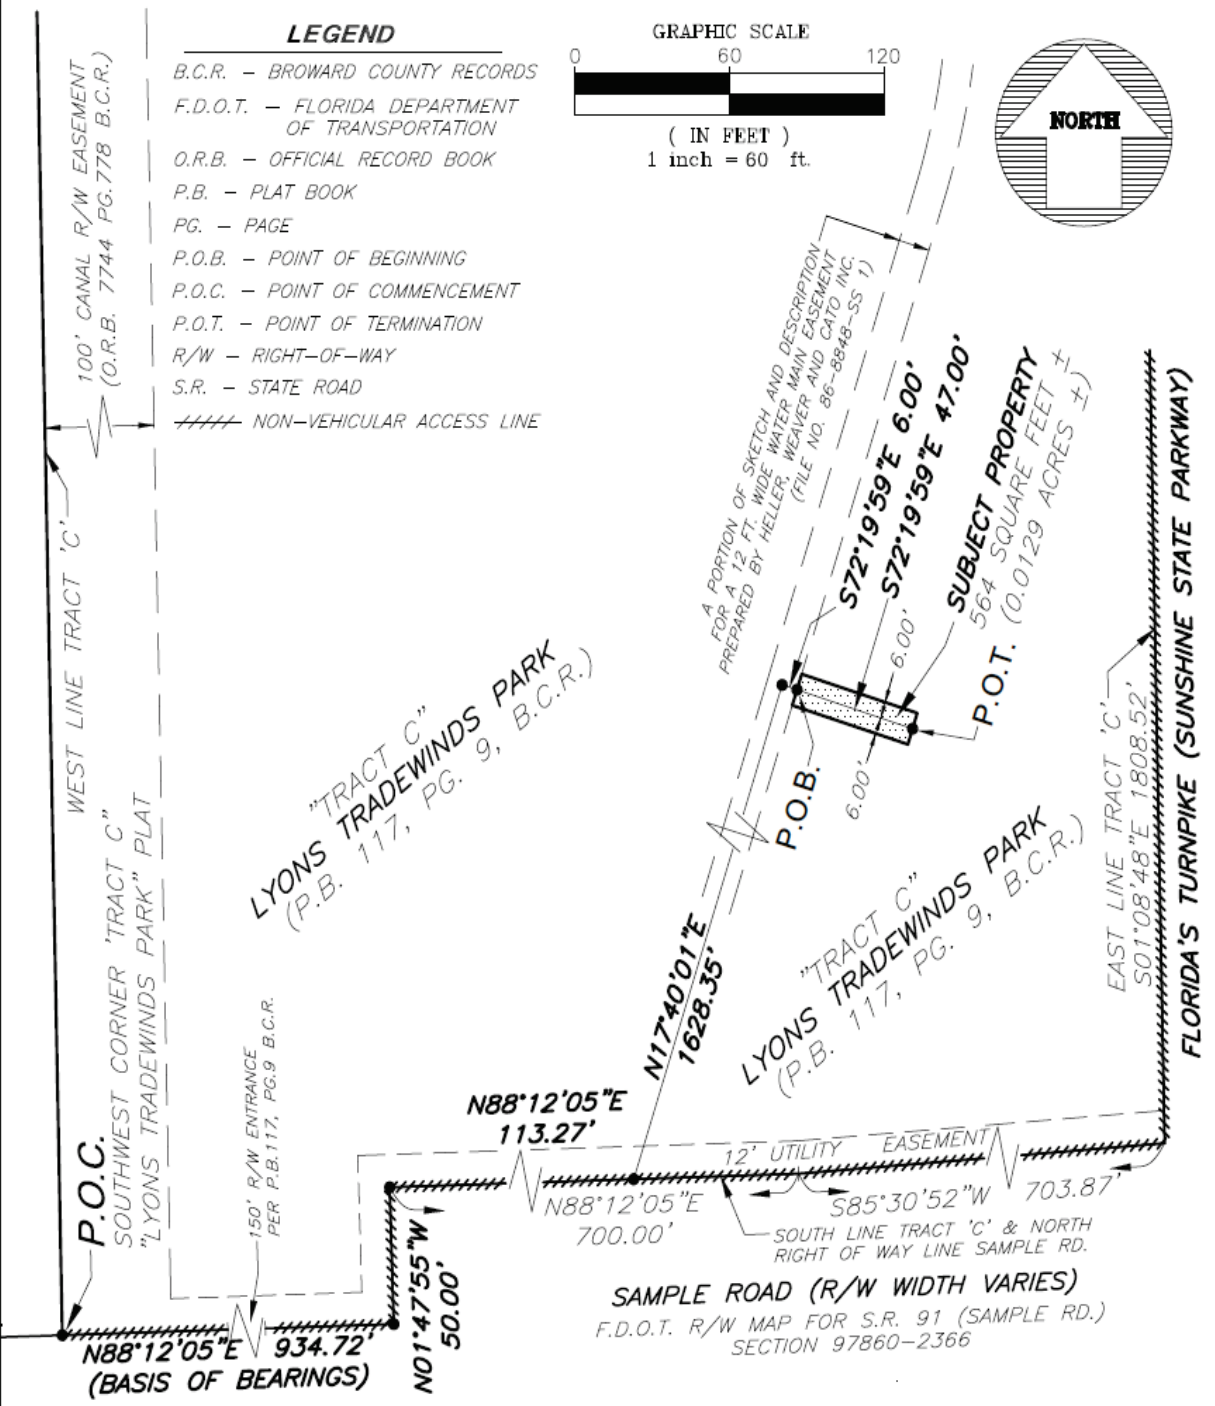 LEGEND
B.C.R. – BROWARD COUNTY RECORDS
F.D.O.T. – FLORIDA DEPARTMENT
OF TRANSPORTATION
O.R.B. – OFFICIAL RECORD BOOK
P.B. – PLAT BOOK
PG. – PAGE
P.O.B. – POINT OF BEGINNING
P.O.C. – POINT OF COMMENCEMENT
P.O.T. – POINT OF TERMINATION
R/W – RIGHT–OF–WAY
S.R. – STATE ROAD
NON–VEHICULAR ACCESS LINE
GRAPHIC SCALE
0 60 120
( IN FEET )
1 inch = 60 ft.
NORTH
100' CANAL R/W EASEMENT
(O.R.B. 7744 PG.778 B.C.R.)
WEST LINE TRACT 'C'
A PORTION OF SKETCH AND DESCRIPTION
FOR A 12 FT. WIDE WATER MAIN EASEMENT
PREPARED BY HELLER, WEAVER AND CATO INC.
(FILE NO. 86–8848–SS 1)
S72°19'59"E 6.00'
S72°19'59"E 47.00'
SUBJECT PROPERTY
564 SQUARE FEET ±
(0.0129 ACRES ±)
6.00'
6.00'
P.O.T.
P.O.B.
"TRACT C"
LYONS TRADEWINDS PARK
(P.B. 117, PG. 9, B.C.R.)
"TRACT C"
LYONS TRADEWINDS PARK
(P.B. 117, PG. 9, B.C.R.)
EAST LINE TRACT 'C'
S01°08'48"E 1808.52'
FLORIDA'S TURNPIKE (SUNSHINE STATE PARKWAY)
N17°40'01"E
1628.35'
P.O.C.
SOUTHWEST CORNER 'TRACT C"
"LYONS TRADEWINDS PARK" PLAT
150' R/W ENTRANCE
PER P.B.117, PG.9 B.C.R.
N88°12'05"E
113.27'
12' UTILITY EASEMENT
N88°12'05"E
700.00'
S85°30'52"W 703.87'
SOUTH LINE TRACT 'C' & NORTH
RIGHT OF WAY LINE SAMPLE RD.
SAMPLE ROAD (R/W WIDTH VARIES)
F.D.O.T. R/W MAP FOR S.R. 91 (SAMPLE RD.)
SECTION 97860–2366
N01°47'55"W
50.00'
N88°12'05"E 934.72'
(BASIS OF BEARINGS)